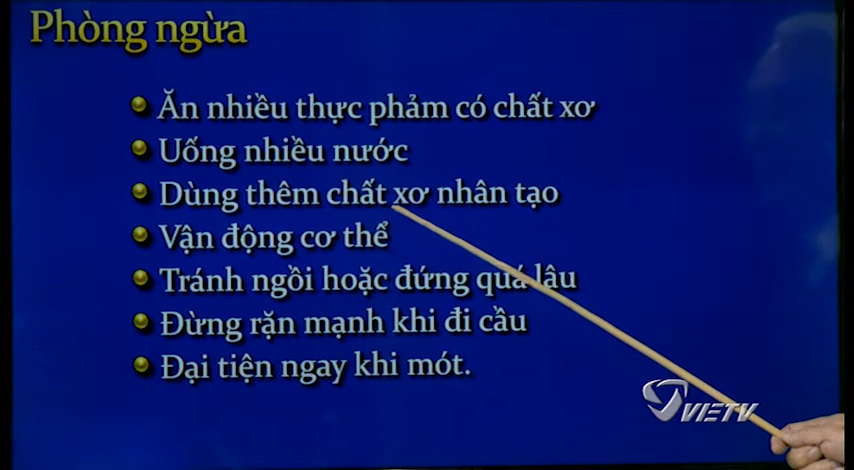 Phòng ngừa
Ăn nhiều thực phảm có chất xơ
Uống nhiều nước
Dùng thêm chất xơ nhân tạo
Vận động cơ thể
Tránh ngồi hoặc đứng quá lâu
Đừng rặn mạnh khi đi cầu
Đại tiện ngay khi mót.
VIETV